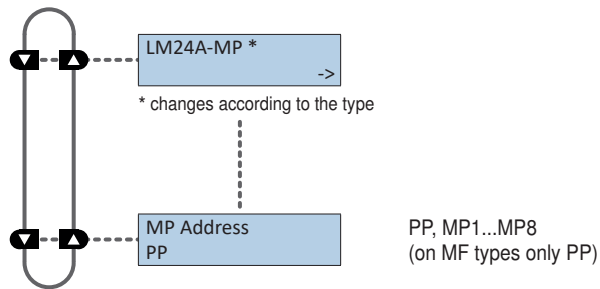 LM24A-MP *
->
* changes according to the type
MP Address
PP
PP, MP1...MP8
(on MF types only PP)